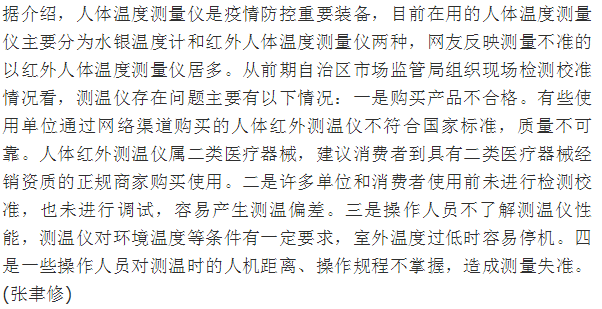 据介绍，人体温度测量仪是疫情防控重要装备，目前在用的人体温度测量
仪主要分为水银温度计和红外人体温度测量仪两种，网友反映测量不准的
以红外人体温度测量仪居多。从前期自治区市场监管局组织现场检测校准
情况看，测温仪存在问题主要有以下情况：一是购买产品不合格。有些使
用单位通过网络渠道购买的人体红外测温仪不符合国家标准，质量不可
靠。人体红外测温仪属二类医疗器械，建议消费者到具有二类医疗器械经
销资质的正规商家购买使用。二是许多单位和消费者使用前未进行检测校
准，也未进行调试，容易产生测温偏差。三是操作人员不了解测温仪性
能，测温仪对环境温度等条件有一定要求，室外温度过低时容易停机。四
是一些操作人员对测温时的人机距离、操作规程不掌握，造成测量失准。
(张聿修)